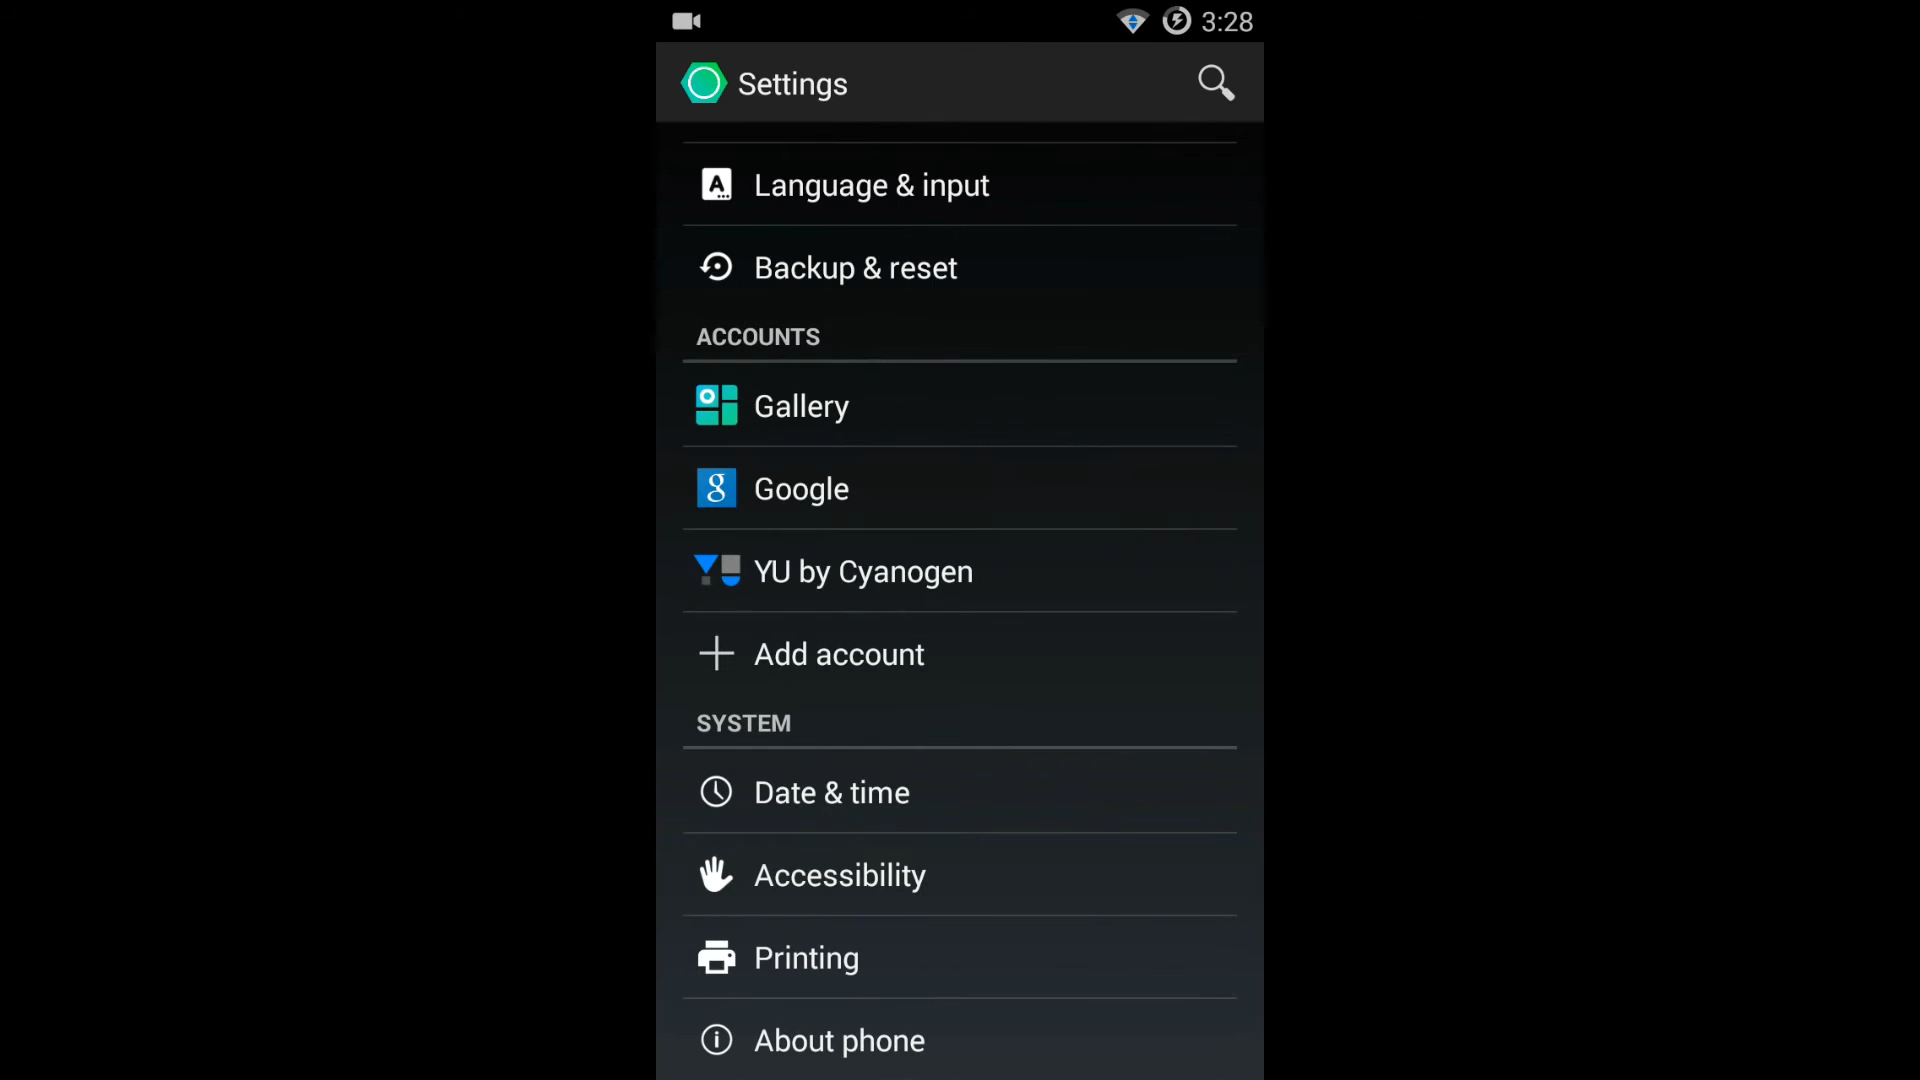 3:28
Settings
Language & input
Backup & reset
ACCOUNTS
Gallery
Google
YU by Cyanogen
Add account
SYSTEM
Date & time
Accessibility
Printing
About phone